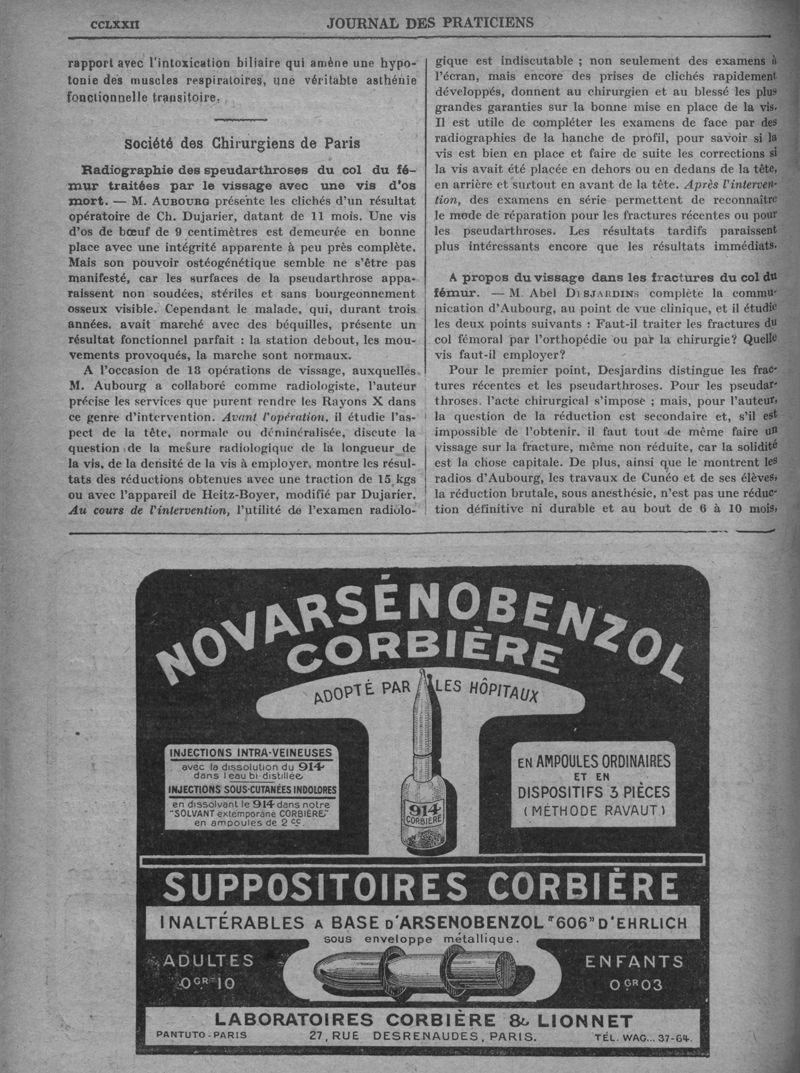 CCLXXII
JOURNAL DES PRATICIENS
rapport avec l'intoxication biliaire qui amène une hypo-
tonie des muscles respiratoires, une véritable asthénie
fonctionnelle transitoire.
Société des Chirurgiens de Paris
Radiographie des speudarthroses du col du fé-
mur traitées par le vissage avec une vis d'os
mort. — M. AUBOURG présente les clichés d'un résultat
opératoire de Ch. Dujarier, datant de 11 mois. Une vis
d'os de bœuf de 9 centimètres est demeurée en bonne
place avec une intégrité apparente à peu près complète.
Mais son pouvoir ostéogénétique semble ne s'être pas
manifesté, car les surfaces de la pseudarthrose appa-
raissent non soudées, stériles et sans bourgeonnement
osseux visible. Cependant le malade, qui, durant trois
années, avait marché avec des béquilles, présente un
résultat fonctionnel parfait : la station debout, les mou-
vements provoqués, la marche sont normaux.
A l'occasion de 13 opérations de vissage, auxquelles
M. Aubourg a collaboré comme radiologiste, l'auteur
précise les services que purent rendre les Rayons X dans
ce genre d'intervention. Avant l'opération, il étudie l'as-
pect de la tête, normale ou déminéralisée, discute la
question de la mesure radiologique de la longueur de
la vis, de la densité de la vis à employer, montre les résul-
tats des réductions obtenues avec une traction de 15 kgs
ou avec l'appareil de Heitz-Boyer, modifié par Dujarier.
Au cours de l'intervention, l'utilité de l'examen radiolo-
gique est indiscutable ; non seulement des examens à
l'écran, mais encore des prises de clichés rapidement
développés, donnent au chirurgien et au blessé les plus
grandes garanties sur la bonne mise en place de la vis.
Il est utile de compléter les examens de face par des
radiographies de la hanche de profil, pour savoir si la
vis est bien en place et faire de suite les corrections si
la vis avait été placée en dehors ou en dedans de la tête,
en arrière et surtout en avant de la tête. Après l'interven-
tion, des examens en série permettent de reconnaître
le mode de réparation pour les fractures récentes ou pour
les pseudarthroses. Les résultats tardifs paraissent
plus intéressants encore que les résultats immédiats.
A propos du vissage dans les fractures du col du
fémur. — M. Abel DESJARDINS complète la commu-
nication d'Aubourg, au point de vue clinique, et il étudie
les deux points suivants : Faut-il traiter les fractures du
col fémoral par l'orthopédie ou par la chirurgie? Quelle
vis faut-il employer?
Pour le premier point, Desjardins distingue les frac-
tures récentes et les pseudarthroses. Pour les pseudar-
throses, l'acte chirurgical s'impose ; mais, pour l'auteur,
la question de la réduction est secondaire et, s'il est
impossible de l'obtenir, il faut tout de même faire un
vissage sur la fracture, même non réduite, car la solidité
est la chose capitale. De plus, ainsi que le montrent les
radios d'Aubourg, les travaux de Cunéo et de ses élèves,
la réduction brutale, sous anesthésie, n'est pas une réduc-
tion définitive ni durable et au bout de 6 à 10 mois,
NOVARSÉNOBENZOL
CORBIÈRE
ADOPTÉ PAR LES HÔPITAUX
INJECTIONS INTRA-VEINEUSES
avec la dissolution du 914
dans l'eau bi-distillée
INJECTIONS SOUS-CUTANÉES INDOLORES
en dissolvant le 914 dans notre
"SOLVANT extemporané CORBIÈRE"
en ampoules de 2 cc.
914
CORBIÈRE
EN AMPOULES ORDINAIRES
ET EN
DISPOSITIFS 3 PIÈCES
(MÉTHODE RAVAUT)
SUPPOSITOIRES CORBIÈRE
INALTÉRABLES A BASE D'ARSENOBENZOL "606" D'EHRLICH
sous enveloppe métallique.
ADULTES
0GR10
ENFANTS
0GR03
LABORATOIRES CORBIÈRE & LIONNET
PANTUTO-PARIS
27, RUE DESRENAUDES, PARIS.
TÉL. WAG... 37-64.